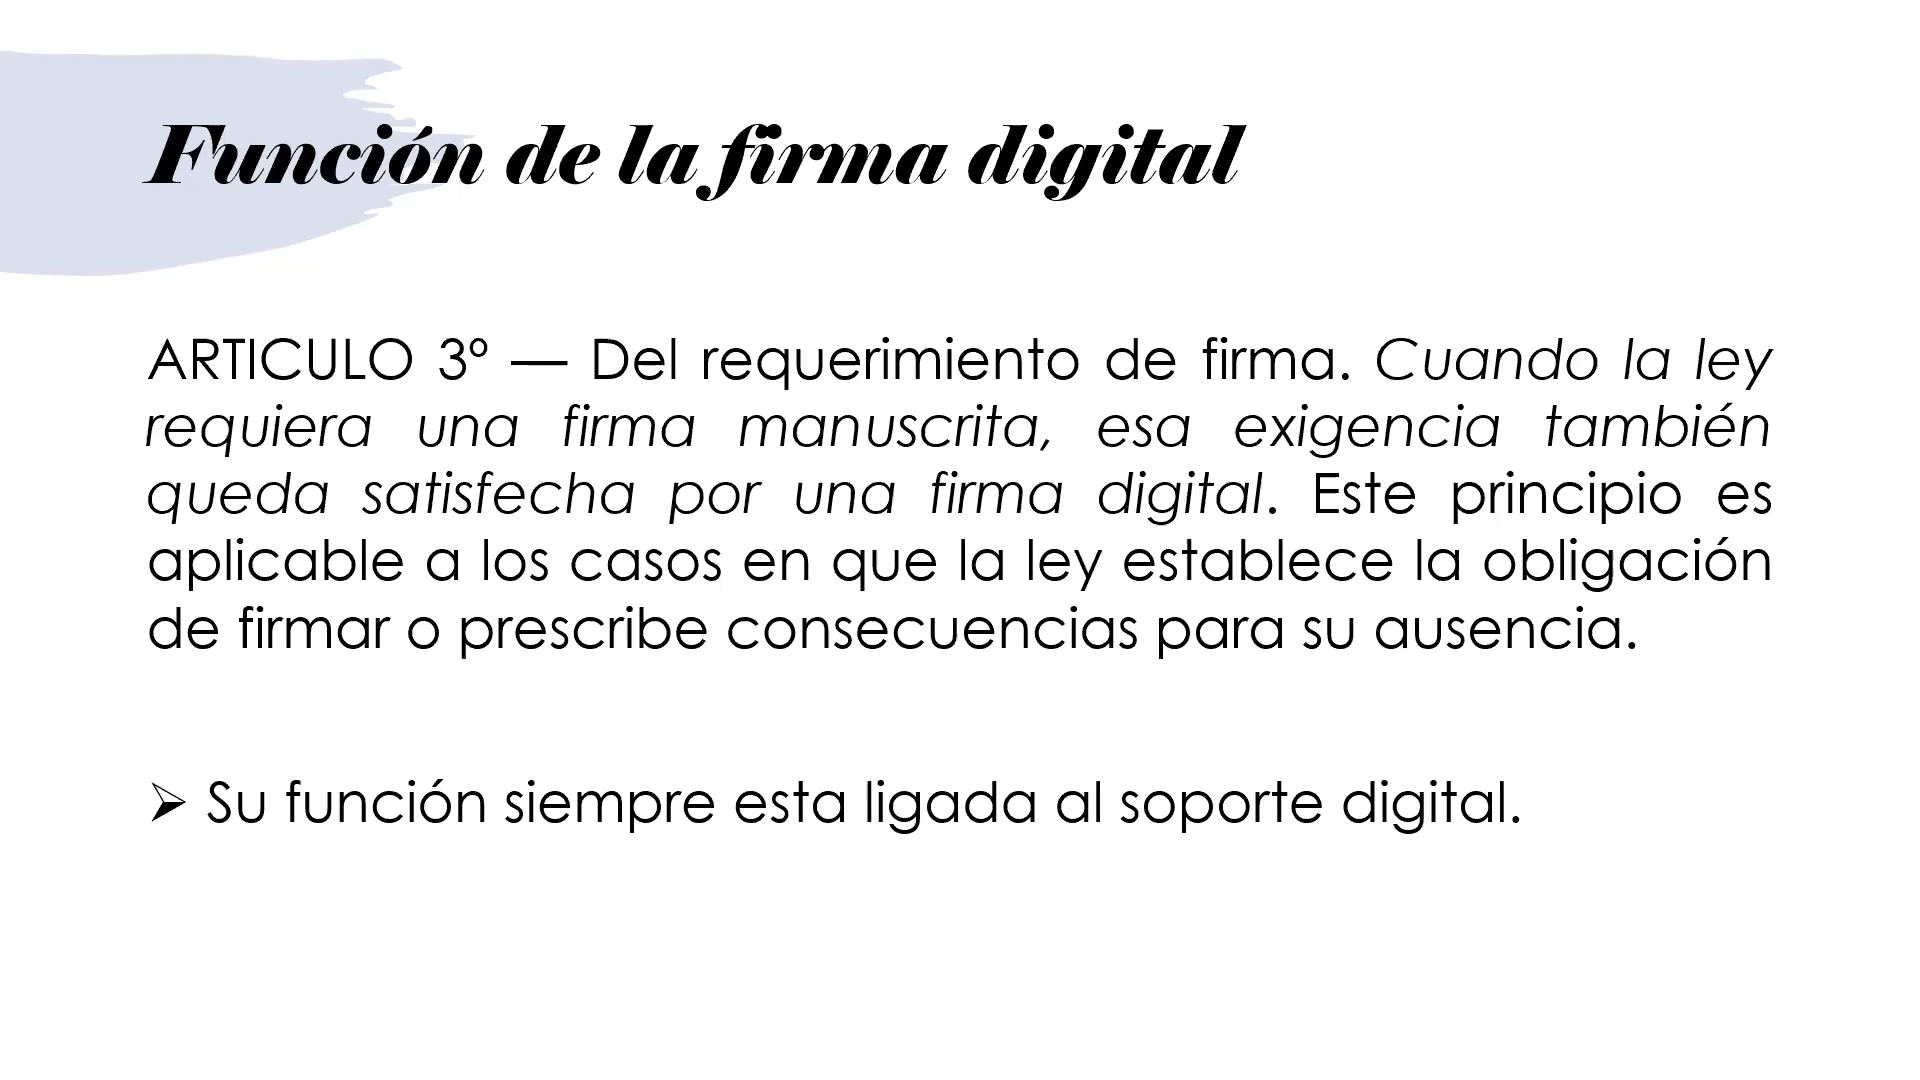 Función de la firma digital
ARTICULO 3º — Del requerimiento de firma. Cuando la ley
requiera una firma manuscrita, esa exigencia también
queda satisfecha por una firma digital. Este principio es
aplicable a los casos en que la ley establece la obligación
de firmar o prescribe consecuencias para su ausencia.
➢ Su función siempre esta ligada al soporte digital.